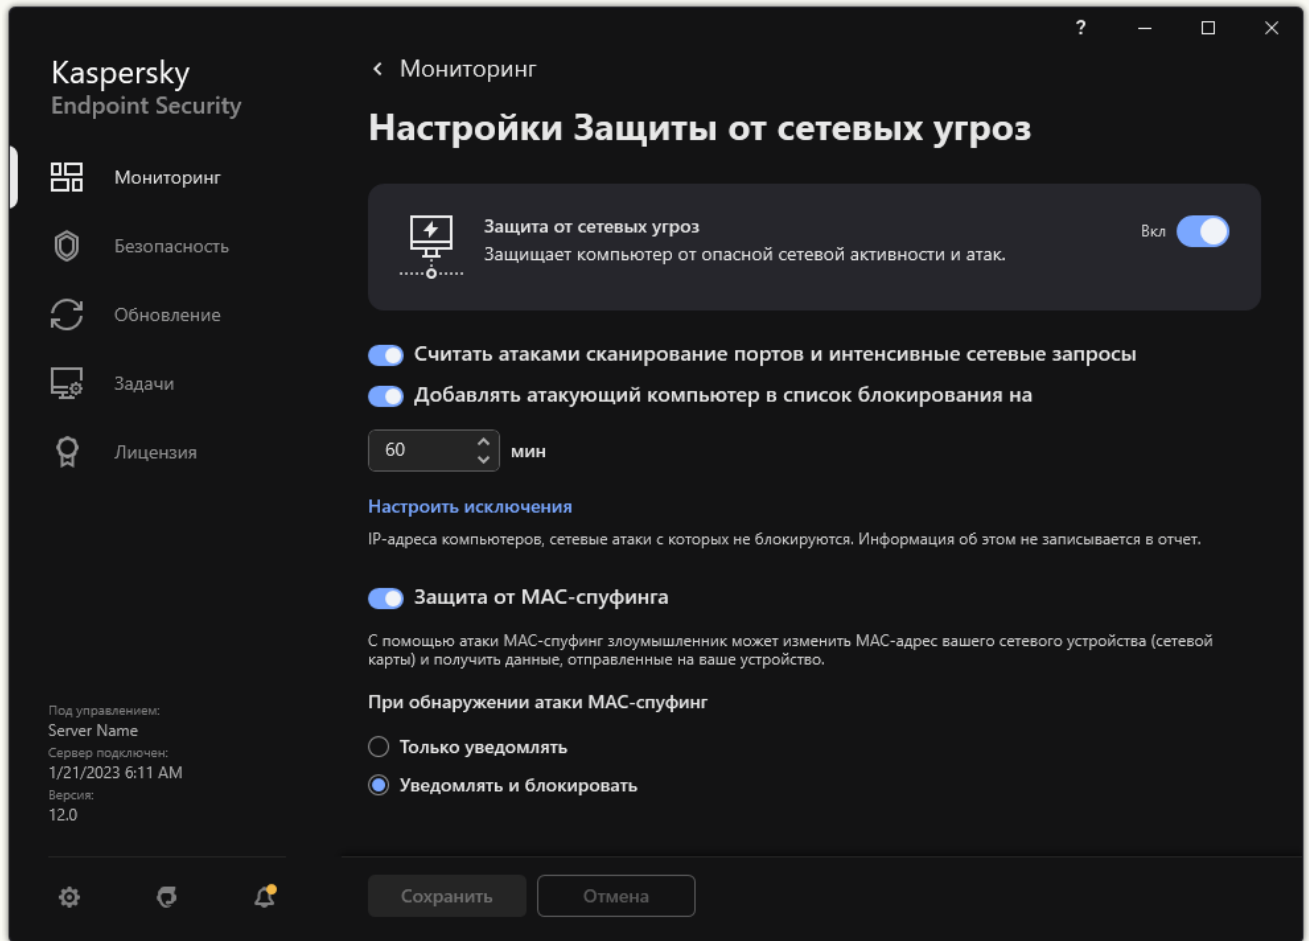 ?
Kaspersky
Endpoint Security
Мониторинг
Безопасность
Обновление
Задачи
Лицензия
Под управлением:
Server Name
Сервер подключен:
1/21/2023 6:11 AM
Версия:
12.0
Мониторинг
Настройки Защиты от сетевых угроз
Защита от сетевых угроз
Защищает компьютер от опасной сетевой активности и атак.
Вкл
Считать атаками сканирование портов и интенсивные сетевые запросы
Добавлять атакующий компьютер в список блокирования на
60 мин
Настроить исключения
IP-адреса компьютеров, сетевые атаки с которых не блокируются. Информация об этом не записывается в отчет.
Защита от MAC-спуфинга
С помощью атаки MAC-спуфинг злоумышленник может изменить MAC-адрес вашего сетевого устройства (сетевой
карты) и получить данные, отправленные на ваше устройство.
При обнаружении атаки MAC-спуфинг
Только уведомлять
Уведомлять и блокировать
Сохранить
Отмена